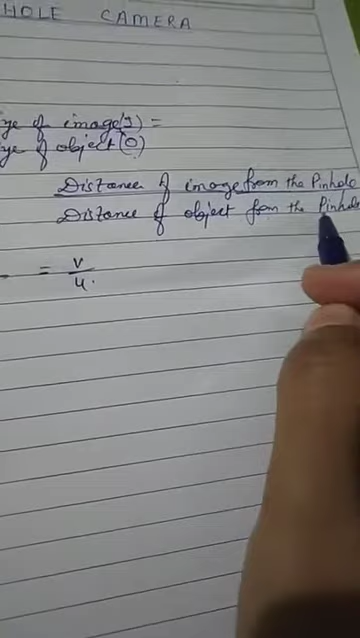 HOLE CAMERA
ze of image(I) =
ze of object(O)
Distance of image from the Pinhole
Distance of object from the Pinhole
- = v
u.